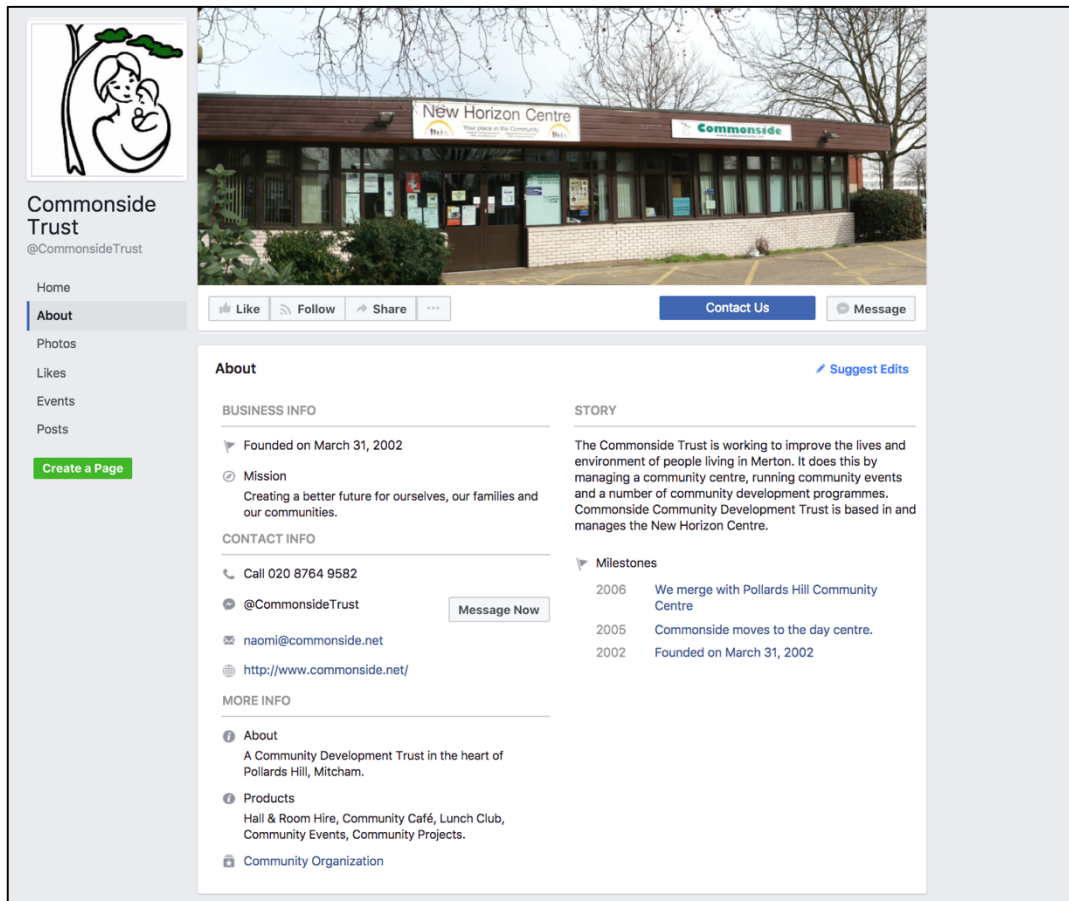 New Horizon Centre
Your place in the Community
Commonside
Commonside
Trust
@CommonsideTrust
Home
About
Photos
Likes
Events
Posts
Create a Page
Like
Follow
Share
...
Contact Us
Message
About
Suggest Edits
BUSINESS INFO
Founded on March 31, 2002
Mission
Creating a better future for ourselves, our families and
our communities.
CONTACT INFO
Call 020 8764 9582
@CommonsideTrust
Message Now
naomi@commonside.net
http://www.commonside.net/
MORE INFO
About
A Community Development Trust in the heart of
Pollards Hill, Mitcham.
Products
Hall & Room Hire, Community Café, Lunch Club,
Community Events, Community Projects.
Community Organization
STORY
The Commonside Trust is working to improve the lives and
environment of people living in Merton. It does this by
managing a community centre, running community events
and a number of community development programmes.
Commonside Community Development Trust is based in and
manages the New Horizon Centre.
Milestones
2006
We merge with Pollards Hill Community
Centre
2005
Commonside moves to the day centre.
2002
Founded on March 31, 2002